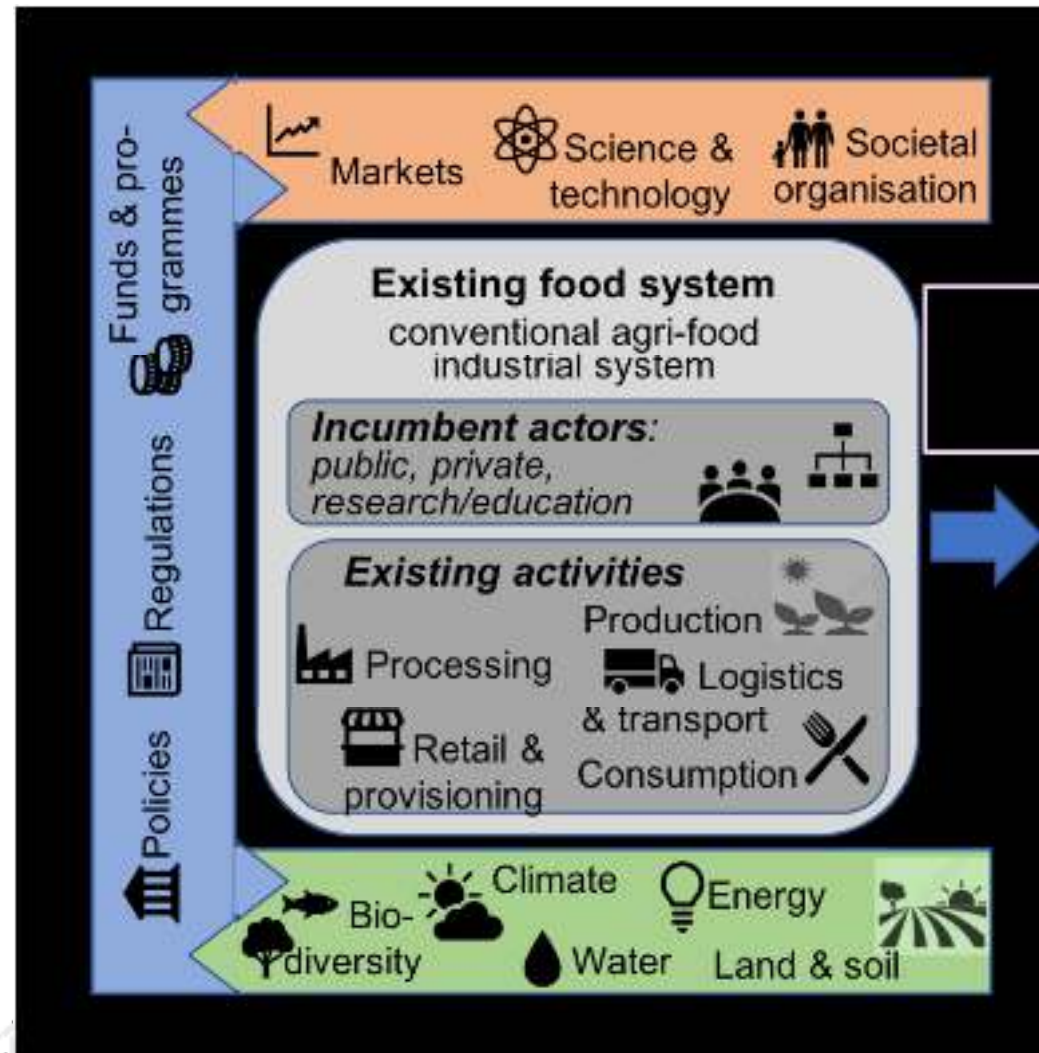 Funds & pro-
grammes
Regulations
Policies
Markets
Science &
technology
Societal
organisation
Existing food system
conventional agri-food
industrial system
Incumbent actors:
public, private,
research/education
Existing activities
Production
Processing
Logistics
& transport
Retail &
provisioning
Consumption
Bio-
diversity
Climate
Water
Energy
Land & soil